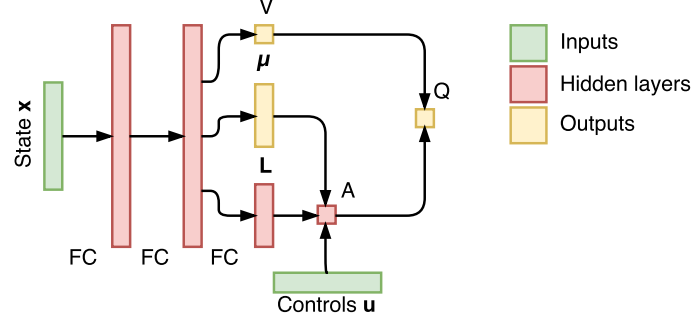 V
μ
Inputs
Hidden layers
Outputs
State x
Q
L
A
FC
FC
FC
Controls u